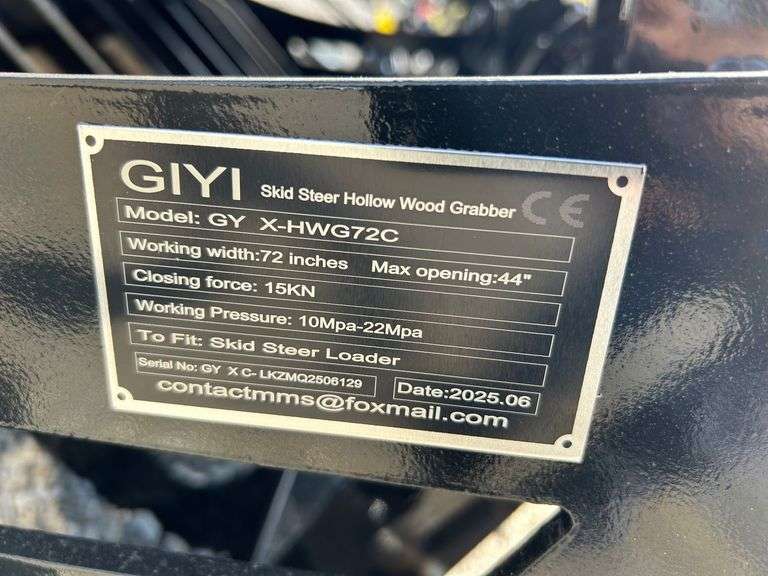 GIYI Skid Steer Hollow Wood Grabber CE
Model: GY X-HWG72C
Working width:72 inches Max opening:44"
Closing force: 15KN
Working Pressure: 10Mpa-22Mpa
To Fit: Skid Steer Loader
Serial No: GY X C- LKZMQ2506129 Date:2025.06
contactmms@foxmail.com